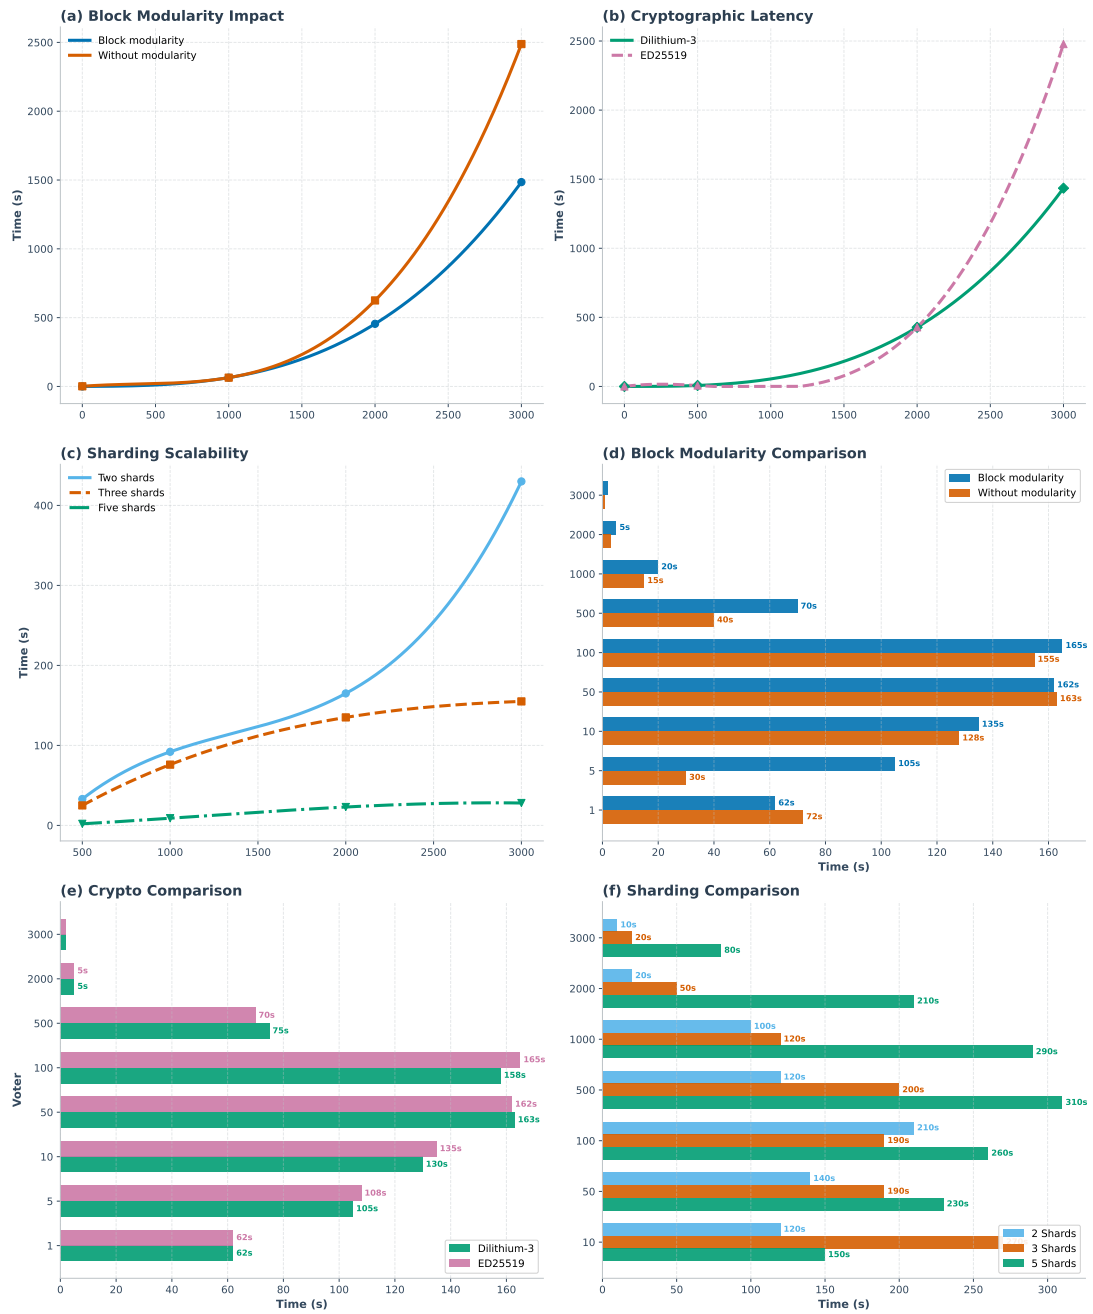 (a) Block Modularity Impact
Block modularity
Without modularity
2500
2000
1500
1000
500
0
Time (s)
0 500 1000 1500 2000 2500 3000
(b) Cryptographic Latency
Dilithium-3
ED25519
2500
2000
1500
1000
500
0
Time (s)
0 500 1000 1500 2000 2500 3000
(c) Sharding Scalability
Two shards
Three shards
Five shards
400
300
200
100
0
Time (s)
500 1000 1500 2000 2500 3000
(d) Block Modularity Comparison
Block modularity
Without modularity
3000
2000 5s
1000 20s
15s
500 70s
40s
100 165s
155s
50 162s
163s
10 135s
128s
5 105s
30s
1 62s
72s
0 20 40 60 80 100 120 140 160
Time (s)
(e) Crypto Comparison
Voter
3000
2000 5s
5s
500 70s
75s
100 165s
158s
50 162s
163s
10 135s
130s
5 108s
105s
1 62s
62s
Dilithium-3
ED25519
0 20 40 60 80 100 120 140 160
Time (s)
(f) Sharding Comparison
3000 10s
20s
80s
2000 20s
50s
210s
1000 100s
120s
290s
500 120s
200s
310s
100 210s
190s
260s
50 140s
190s
230s
10 120s
150s
2 Shards
3 Shards
5 Shards
0 50 100 150 200 250 300
Time (s)